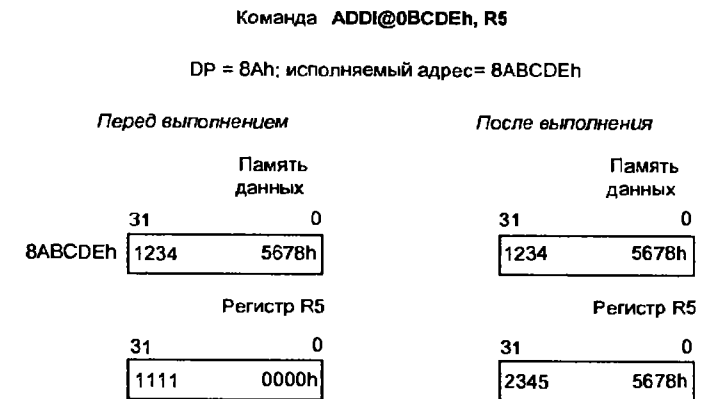 Команда ADDI@0BCDEh, R5
DP = 8Ah; исполняемый адрес= 8ABCDEh
Перед выполнением После выполнения
Память данных Память данных
31 0 31 0
8ABCDEh 1234 5678h 1234 5678h
Регистр R5 Регистр R5
31 0 31 0
1111 0000h 2345 5678h